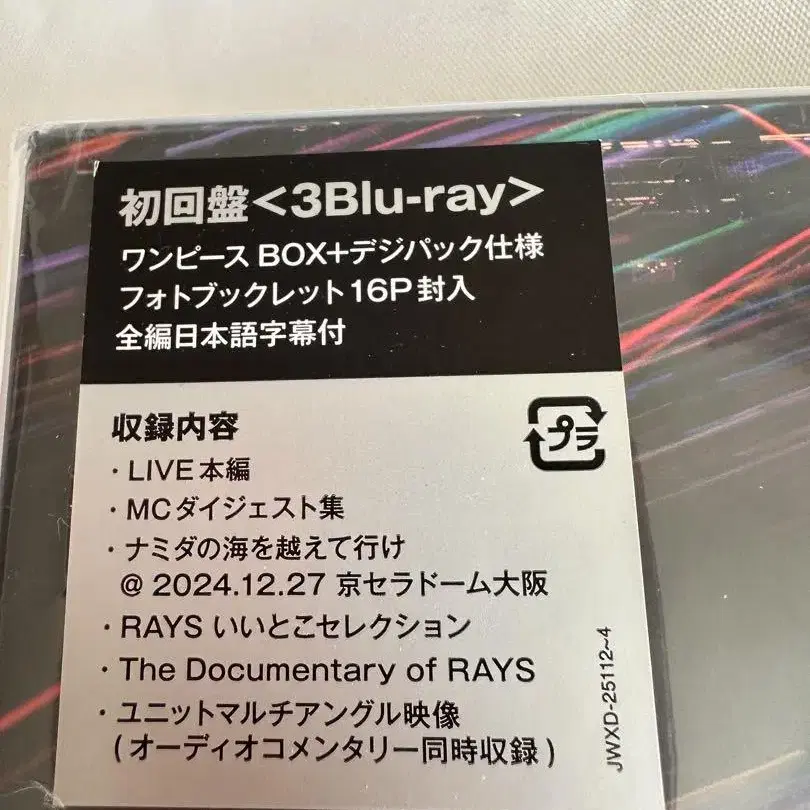 初回盤<3Blu-ray>
ワンピース BOX+デジパック仕様
フォトブックレット16P封入
全編日本語字幕付
収録内容
プラ
・LIVE本編
・MCダイジェスト集
・ナミダの海を越えて行け
@ 2024.12.27 京セラドーム大阪
・RAYS いいとこセレクション
・The Documentary of RAYS
・ユニットマルチアングル映像
(オーディオコメンタリー同時収録)
JWXD-25112~4